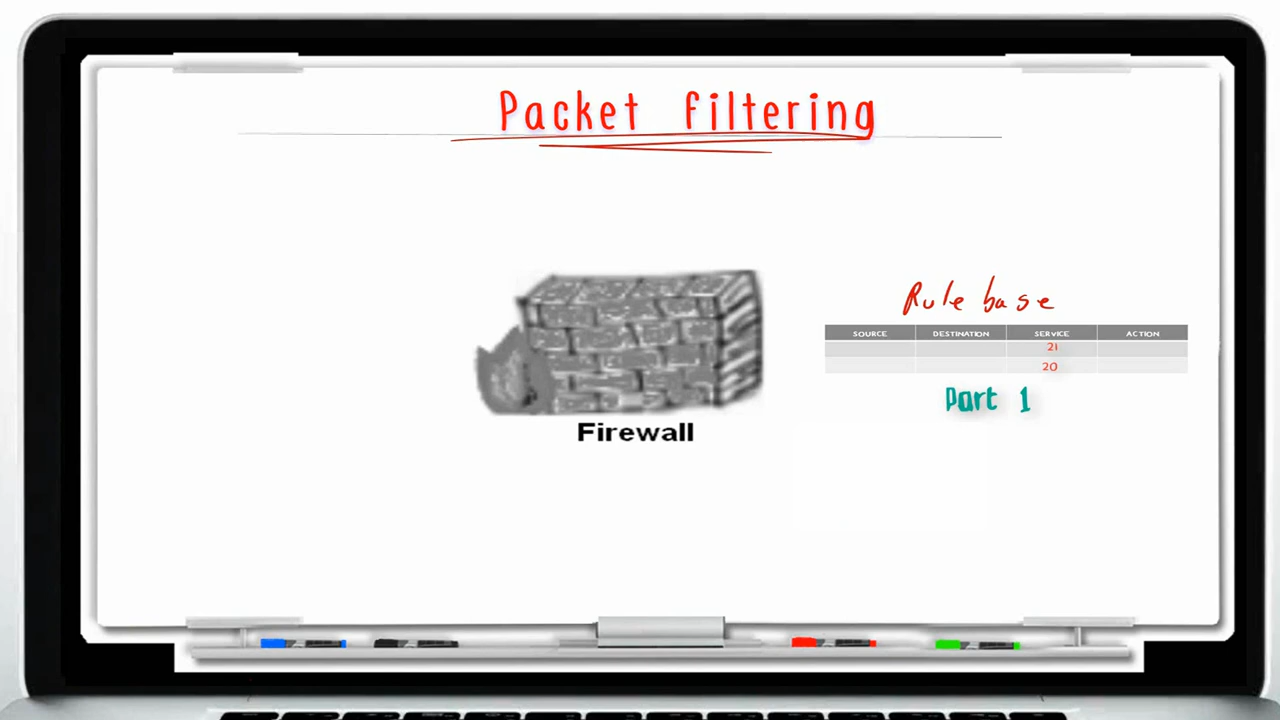 Packet filtering
Rule base
SOURCE DESTINATION SERVICE ACTION
21
20
Part 1
Firewall